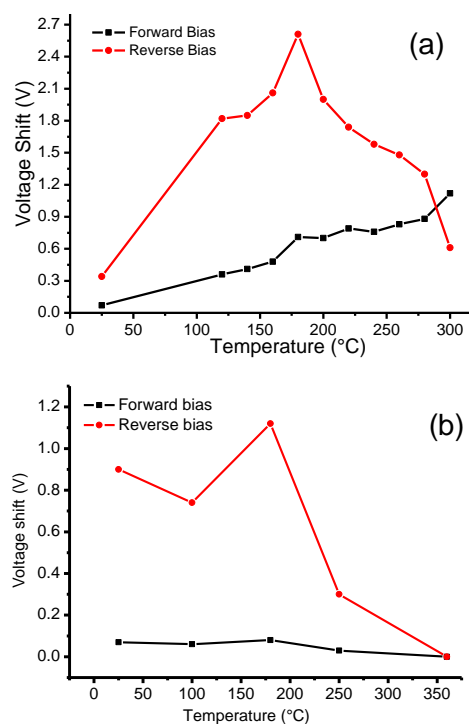 (a)
Forward Bias
Reverse Bias
Voltage Shift (V)
2.7
2.4
2.1
1.8
1.5
1.2
0.9
0.6
0.3
0.0
0 50 100 150 200 250 300
Temperature (°C)
(b)
Forward bias
Reverse bias
Voltage shift (V)
1.2
1.0
0.8
0.6
0.4
0.2
0.0
0 50 100 150 200 250 300 350
Temperature (°C)